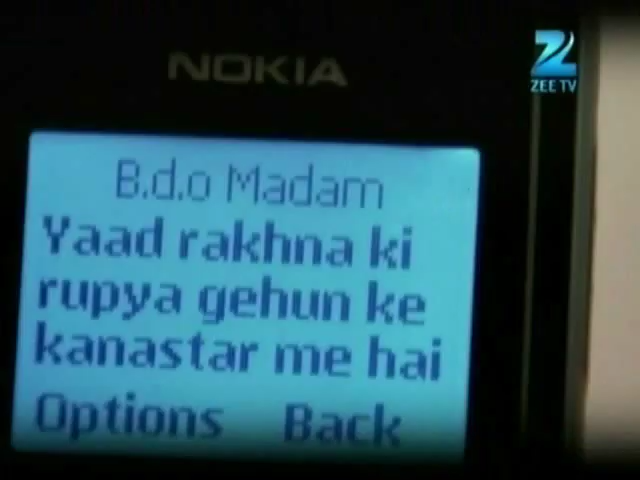 NOKIA
ZEE TV
B.d.o Madam
Yaad rakhna ki
rupya gehun ke
kanastar me hai
Options Back